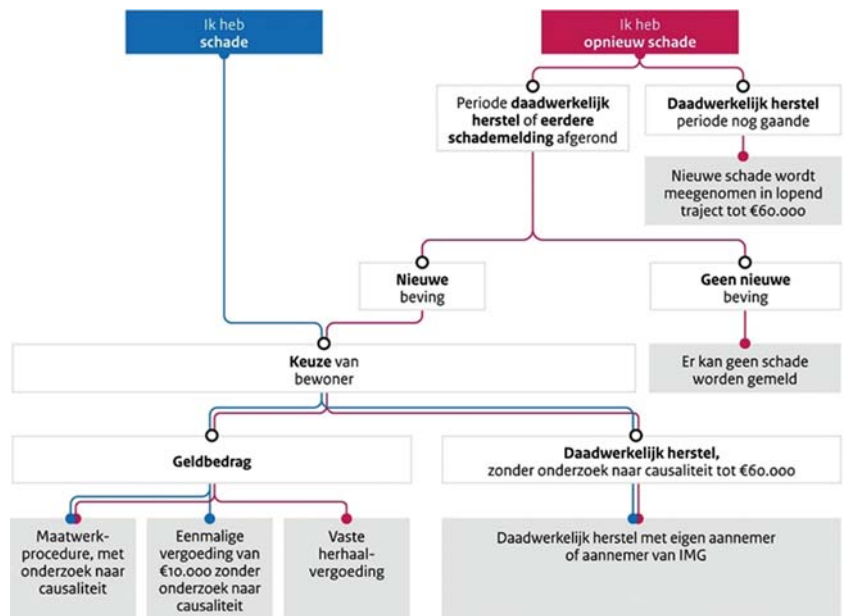 Ik heb
schade
Ik heb
opnieuw schade
Periode daadwerkelijk
herstel of eerdere
schademelding afgerond
Daadwerkelijk herstel
periode nog gaande
Nieuwe schade wordt
meegenomen in lopend
traject tot €60.000
Nieuwe
beving
Geen nieuwe
beving
Keuze van
bewoner
Er kan geen schade
worden gemeld
Geldbedrag
Daadwerkelijk herstel,
zonder onderzoek naar causaliteit tot €60.000
Maatwerk-
procedure, met
onderzoek naar
causaliteit
Eenmalige
vergoeding van
€10.000 zonder
onderzoek naar
causaliteit
Vaste
herhaal-
vergoeding
Daadwerkelijk herstel met eigen aannemer
of aannemer van IMG